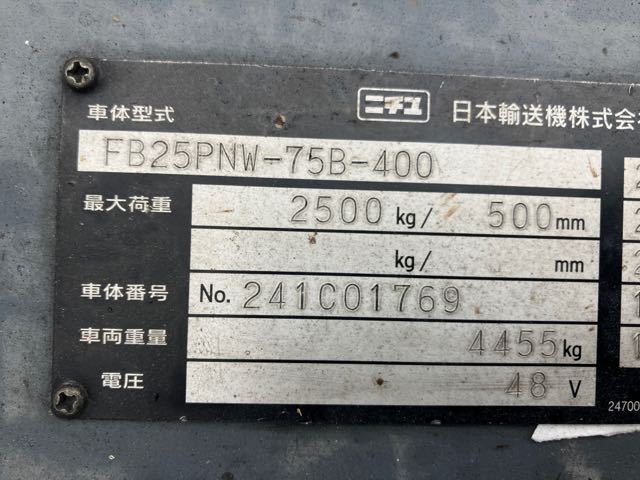 ニチユ 日本輸送機株式会
車体型式
FB25PNW-75B-400
最大荷重 2500 kg/ 500 mm
kg/ mm
車体番号 No. 241C01769
車両重量 4455 kg
電圧 48 V
24700